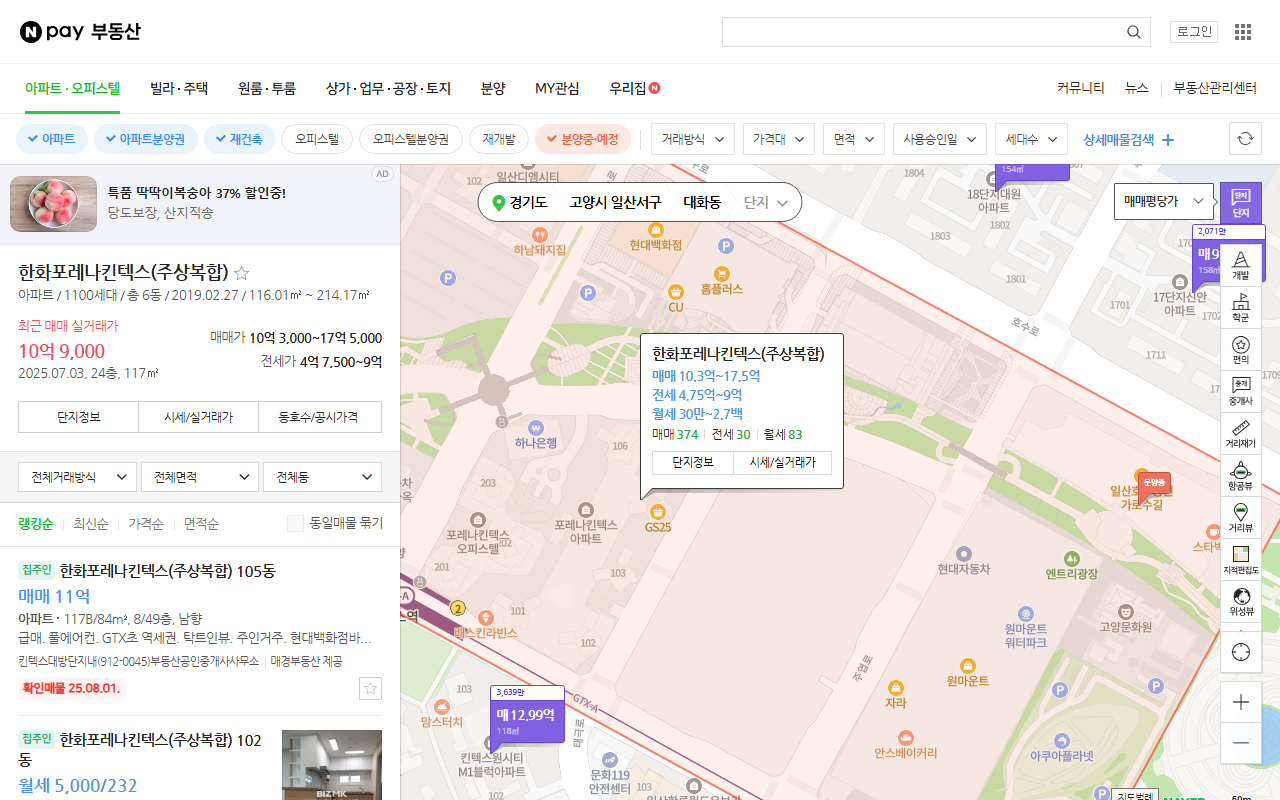 N pay 부동산
로그인
아파트·오피스텔 빌라·주택 원룸·투룸 상가·업무·공장·토지 분양 MY관심 우리집 N
커뮤니티 뉴스 부동산관리센터
아파트 아파트분양권 재건축 오피스텔 오피스텔분양권 재개발 분양중·예정
거래방식 가격대 면적 사용승인일 세대수 상세매물검색
AD
특품 딱딱이복숭아 37% 할인중!
당도보장, 산지직송
한화포레나킨텍스(주상복합)
아파트 / 1100세대 / 총 6동 / 2019.02.27 / 116.01㎡ ~ 214.17㎡
최근 매매 실거래가
10억 9,000
2025.07.03, 24층, 117㎡
매매가 10억 3,000~17억 5,000
전세가 4억 7,500~9억
단지정보 시세/실거래가 동호수/공시가격
전체거래방식 전체면적 전체동
랭킹순 최신순 가격순 면적순 동일매물 묶기
집주인 한화포레나킨텍스(주상복합) 105동
매매 11억
아파트 · 117B/84m², 8/49층, 남향
급매. 풀에어컨. GTX초 역세권. 탁트인뷰. 주인거주. 현대백화점바...
킨텍스대방단지내(912-0045)부동산공인중개사사무소 매경부동산 제공
확인매물 25.08.01.
집주인 한화포레나킨텍스(주상복합) 102
동
월세 5,000/232
BIZMK
경기도 고양시 일산서구 대화동 단지
매매평당가
단지
단지
102
일산디엠시티
호수로
1804
154㎡
18단지대원
아파트
1802
1803
1801
2,071만
매9
158㎡
17단지신안
아파트
1701
1702
1711
1709
호수로
하남돼지집
현대백화점
P
홈플러스
P
P
CU
하나은행
106
203
포레나킨텍스
오피스텔
202
포레나킨텍스
아파트
GS25
201
103
101
102
2
배스킨라빈스
한화포레나킨텍스(주상복합)
매매 10.3억~17.5억
전세 4.75억~9억
월세 30만~2.7백
매매 374 전세 30 월세 83
단지정보 시세/실거래가
분양중
가로수길
현대자동차
엔트리광장
고양문화원
원마운트
워터파크
원마운트
주엽로
자라
P
P
안스베이커리
아쿠아플라넷
103
맘스터치
3,639만
매12.99억
118㎡
GTX-A
태극로
킨텍스원시티
M1블럭아파트
102
문화119
안전센터
103
P
지도범례
NAVER
60m
개발
학군
편의
중개
중개사
거리재기
항공뷰
거리뷰
지적편집도
위성뷰